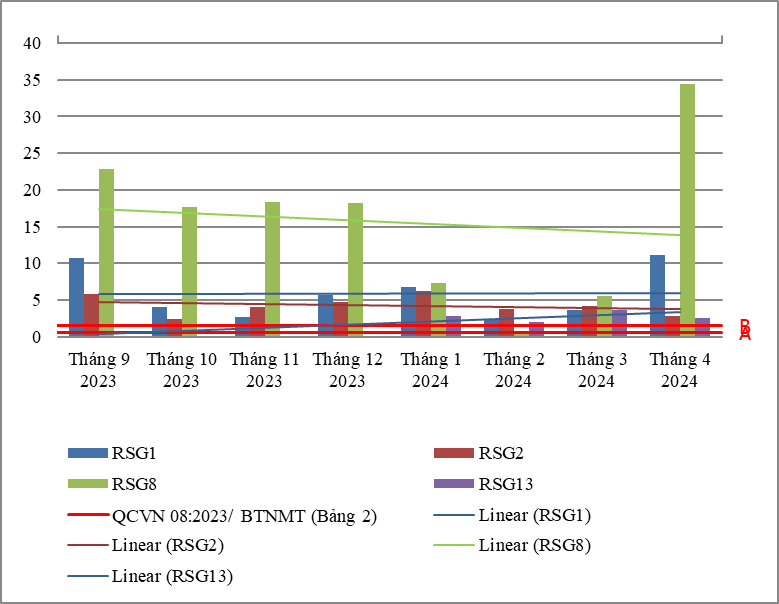 40
35
30
25
20
15
10
5
0
B
A
Tháng 9 2023
Tháng 10 2023
Tháng 11 2023
Tháng 12 2023
Tháng 1 2024
Tháng 2 2024
Tháng 3 2024
Tháng 4 2024
RSG1
RSG2
RSG8
RSG13
QCVN 08:2023/ BTNMT (Bảng 2)
Linear (RSG1)
Linear (RSG2)
Linear (RSG8)
Linear (RSG13)